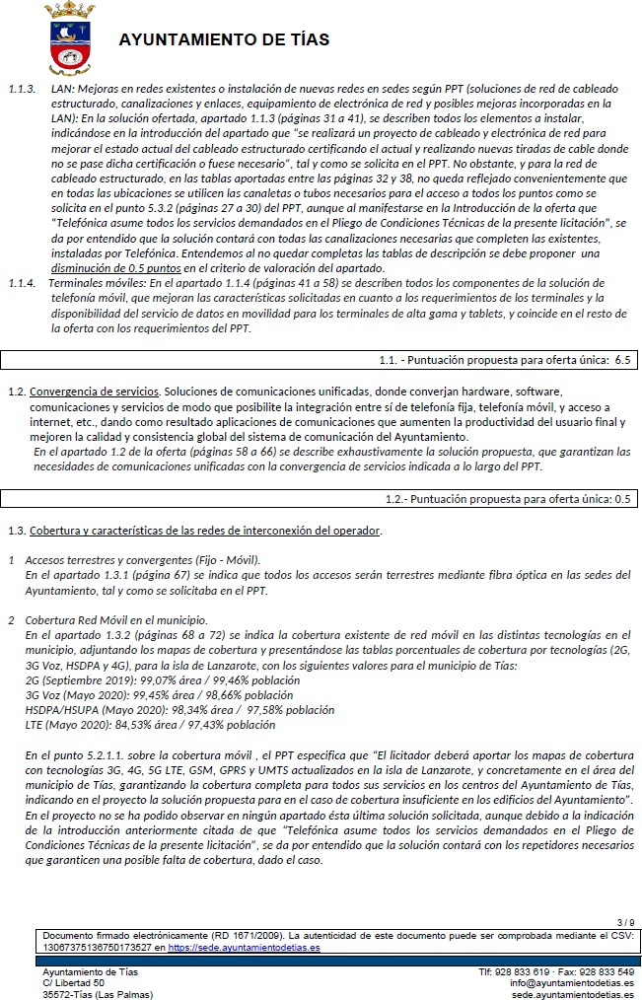 AYUNTAMIENTO DE TÍAS
1.1.3. LAN: Mejoras en redes existentes o instalación de nuevas redes en sedes según PPT (soluciones de red de cableado
estructurado, canalizaciones y enlaces, equipamiento de electrónica de red y posibles mejoras incorporadas en la
LAN): En la solución ofertada, apartado 1.1.3 (páginas 31 a 41), se describen todos los elementos a instalar,
indicándose en la introducción del apartado que “se realizará un proyecto de cableado y electrónica de red para
mejorar el estado actual del cableado estructurado certificando el actual y realizando nuevas tiradas de cable donde
no se pase dicha certificación o fuese necesario”, tal y como se solicita en el PPT. No obstante, y para la red de
cableado estructurado, en las tablas aportadas entre las páginas 32 y 38, no queda reflejado convenientemente que
en todas las ubicaciones se utilicen las canaletas o tubos necesarios para el acceso a todos los puntos como se
solicita en el punto 5.3.2 (páginas 27 a 30) del PPT, aunque al manifestarse en la Introducción de la oferta que
“Telefónica asume todos los servicios demandados en el Pliego de Condiciones Técnicas de la presente licitación”, se
da por entendido que la solución contará con todas las canalizaciones necesarias que completen las existentes,
instaladas por Telefónica. Entendemos al no quedar completas las tablas de descripción se debe proponer una
disminución de 0.5 puntos en el criterio de valoración del apartado.
1.1.4. Terminales móviles: En el apartado 1.1.4 (páginas 41 a 58) se describen todos los componentes de la solución de
telefonía móvil, que mejoran las características solicitadas en cuanto a los requerimientos de los terminales y la
disponibilidad del servicio de datos en movilidad para los terminales de alta gama y tablets, y coincide en el resto de
la oferta con los requerimientos del PPT.
1.1. - Puntuación propuesta para oferta única: 6.5
1.2. Convergencia de servicios. Soluciones de comunicaciones unificadas, donde converjan hardware, software,
comunicaciones y servicios de modo que posibilite la integración entre sí de telefonía fija, telefonía móvil, y acceso a
internet, etc., dando como resultado aplicaciones de comunicaciones que aumenten la productividad del usuario final y
mejoren la calidad y consistencia global del sistema de comunicación del Ayuntamiento.
En el apartado 1.2 de la oferta (páginas 58 a 66) se describe exhaustivamente la solución propuesta, que garantizan las
necesidades de comunicaciones unificadas con la convergencia de servicios indicada a lo largo del PPT.
1.2.- Puntuación propuesta para oferta única: 0.5
1.3. Cobertura y características de las redes de interconexión del operador.
1 Accesos terrestres y convergentes (Fijo - Móvil).
En el apartado 1.3.1 (página 67) se indica que todos los accesos serán terrestres mediante fibra óptica en las sedes del
Ayuntamiento, tal y como se solicitaba en el PPT.
2 Cobertura Red Móvil en el municipio.
En el apartado 1.3.2 (páginas 68 a 72) se indica la cobertura existente de red móvil en las distintas tecnologías en el
municipio, adjuntando los mapas de cobertura y presentándose las tablas porcentuales de cobertura por tecnologías (2G,
3G Voz, HSDPA y 4G), para la isla de Lanzarote, con los siguientes valores para el municipio de Tías:
2G (Septiembre 2019): 99,07% área / 99,46% población
3G Voz (Mayo 2020): 99,45% área / 98,66% población
HSDPA/HSUPA (Mayo 2020): 98,34% área / 97,58% población
LTE (Mayo 2020): 84,53% área / 97,43% población
En el punto 5.2.1.1. sobre la cobertura móvil , el PPT especifica que “El licitador deberá aportar los mapas de cobertura
con tecnologías 3G, 4G, 5G LTE, GSM, GPRS y UMTS actualizados en la isla de Lanzarote, y concretamente en el área del
municipio de Tías, garantizando la cobertura completa para todos sus servicios en los centros del Ayuntamiento de Tías,
indicando en el proyecto la solución propuesta para en el caso de cobertura insuficiente en los edificios del Ayuntamiento”.
En el proyecto no se ha podido observar en ningún apartado ésta última solución solicitada, aunque debido a la indicación
de la introducción anteriormente citada de que “Telefónica asume todos los servicios demandados en el Pliego de
Condiciones Técnicas de la presente licitación”, se da por entendido que la solución contará con los repetidores necesarios
que garanticen una posible falta de cobertura, dado el caso.
3 / 9
Documento firmado electrónicamente (RD 1671/2009). La autenticidad de este documento puede ser comprobada mediante el CSV:
13067375136750173527 en https://sede.ayuntamientodetias.es
Ayuntamiento de Tías Tlf: 928 833 619 · Fax: 928 833 549
C/ Libertad 50 info@ayuntamientodetias.es
35572-Tías (Las Palmas) sede.ayuntamientodetias.es